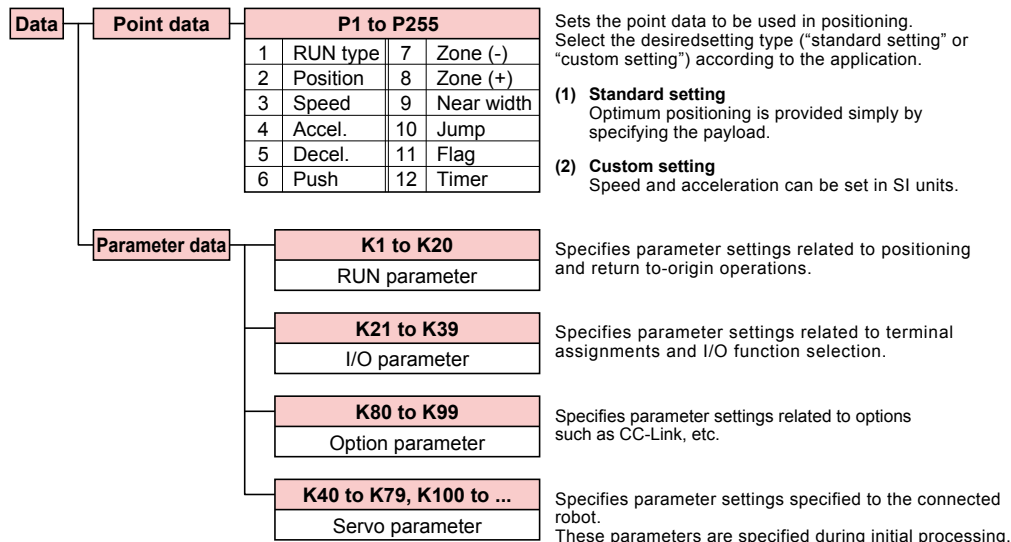 Data
Point data
P1 to P255
1 RUN type 7 Zone (-)
2 Position 8 Zone (+)
3 Speed 9 Near width
4 Accel. 10 Jump
5 Decel. 11 Flag
6 Push 12 Timer
Sets the point data to be used in positioning.
Select the desiredsetting type (“standard setting” or
“custom setting”) according to the application.
(1) Standard setting
Optimum positioning is provided simply by
specifying the payload.
(2) Custom setting
Speed and acceleration can be set in SI units.
Parameter data
K1 to K20
RUN parameter
Specifies parameter settings related to positioning
and return to-origin operations.
K21 to K39
I/O parameter
Specifies parameter settings related to terminal
assignments and I/O function selection.
K80 to K99
Option parameter
Specifies parameter settings related to options
such as CC-Link, etc.
K40 to K79, K100 to ...
Servo parameter
Specifies parameter settings specified to the connected
robot.
These parameters are specified during initial processing.